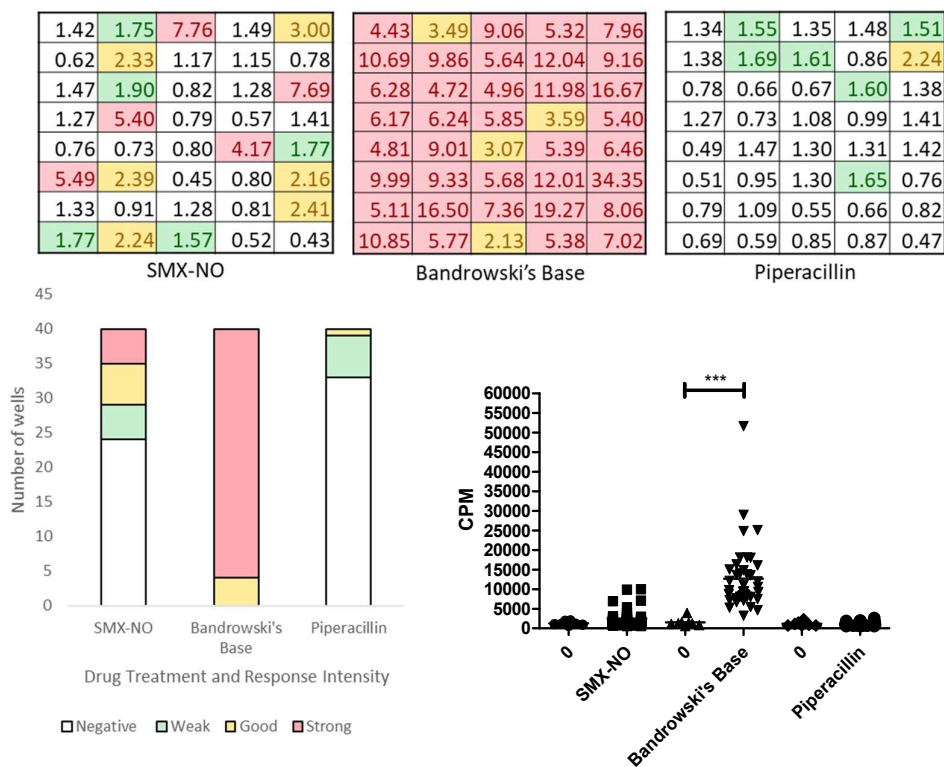 1.42 1.75 7.76 1.49 3.00
0.62 2.33 1.17 1.15 0.78
1.47 1.90 0.82 1.28 7.69
1.27 5.40 0.79 0.57 1.41
0.76 0.73 0.80 4.17 1.77
5.49 2.39 0.45 0.80 2.16
1.33 0.91 1.28 0.81 2.41
1.77 2.24 1.57 0.52 0.43
SMX-NO
4.43 3.49 9.06 5.32 7.96
10.69 9.86 5.64 12.04 9.16
6.28 4.72 4.96 11.98 16.67
6.17 6.24 5.85 3.59 5.40
4.81 9.01 3.07 5.39 6.46
9.99 9.33 5.68 12.01 34.35
5.11 16.50 7.36 19.27 8.06
10.85 5.77 2.13 5.38 7.02
Bandrowski's Base
1.34 1.55 1.35 1.48 1.51
1.38 1.69 1.61 0.86 2.24
0.78 0.66 0.67 1.60 1.38
1.27 0.73 1.08 0.99 1.41
0.49 1.47 1.30 1.31 1.42
0.51 0.95 1.30 1.65 0.76
0.79 1.09 0.55 0.66 0.82
0.69 0.59 0.85 0.87 0.47
Piperacillin
Number of wells
45
40
35
30
25
20
15
10
5
0
SMX-NO
Bandrowski's
Base
Piperacillin
Drug Treatment and Response Intensity
Negative Weak Good Strong
CPM
60000
55000
50000
45000
40000
35000
30000
25000
20000
15000
10000
5000
0
***
0
SMX-NO
0
Bandrowski's Base
0
Piperacillin